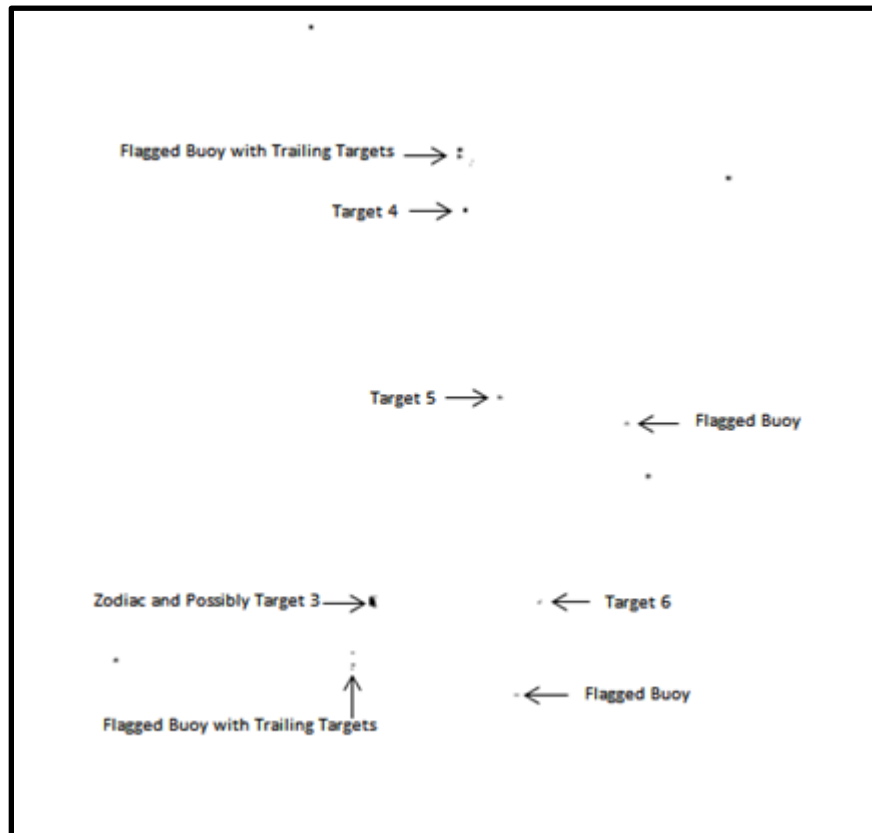 Flagged Buoy with Trailing Targets
Target 4
Target 5
Flagged Buoy
Zodiac and Possibly Target 3
Target 6
Flagged Buoy
Flagged Buoy with Trailing Targets